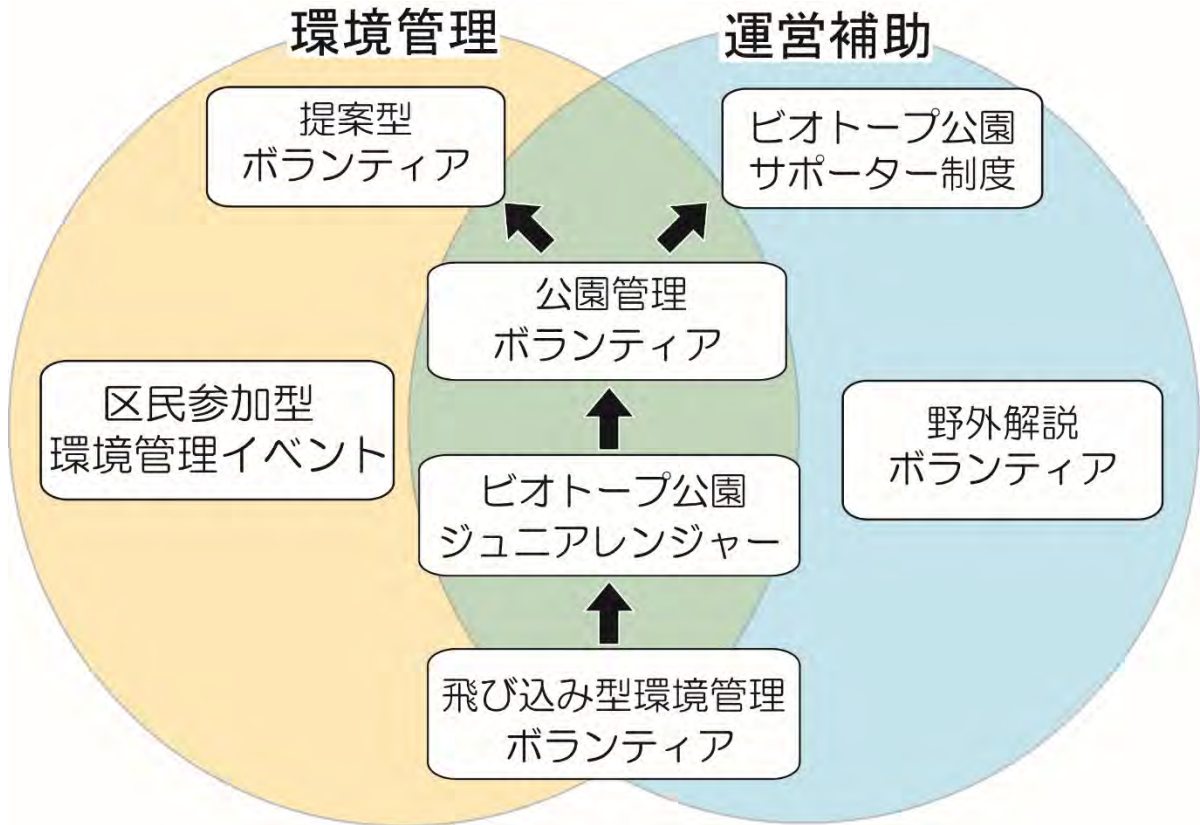 環境管理
運営補助
提案型
ボランティア
ビオトープ公園
サポーター制度
公園管理
ボランティア
区民参加型
環境管理イベント
野外解説
ボランティア
ビオトープ公園
ジュニアレンジャー
飛び込み型環境管理
ボランティア